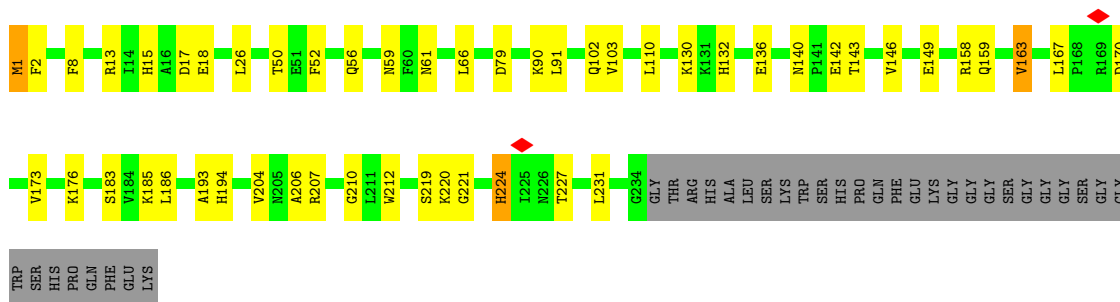 M1 F2 F8 R13 I14 H15 A16 D17 E18 L26 T50 E51 F52 Q56 N59 F60 N61 L66 D79 K90 L91 Q102 V103 L110 K130 K131 H132 E136 N140 P141 E142 T143 V146 E149 R158 Q159 V163 L167 P168 R169 D170
V173 K176 S183 V184 K185 L186 A193 H194 V204 N205 A206 R207 G210 L211 W212 S219 K220 G221 H224 I225 N226 T227 L231 G234 GLY THR ARG HIS ALA LEU SER LYS TRP SER HIS PRO GLN PHE GLU LYS GLY GLY GLY SER GLY GLY GLY SER GLY GLY
TRP SER HIS PRO GLN PHE GLU LYS